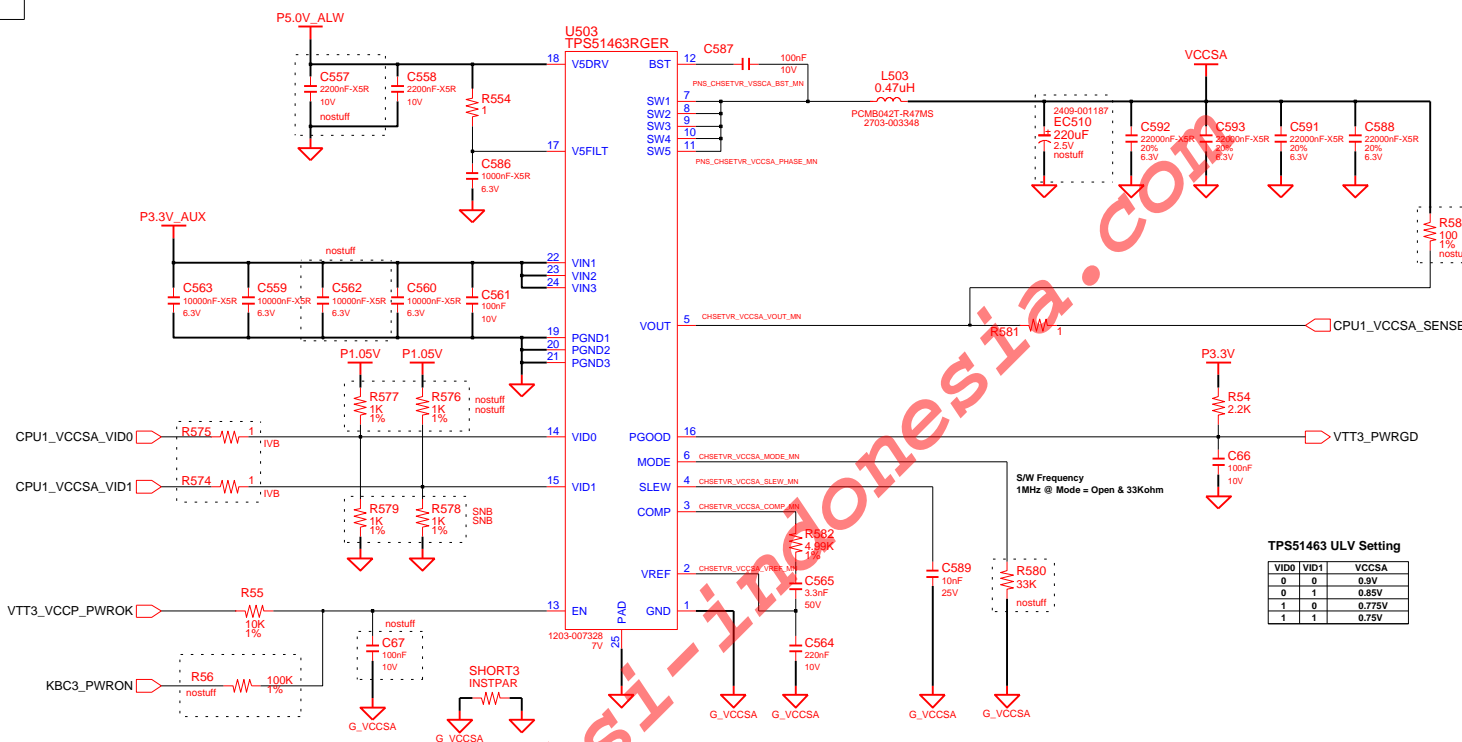 P5.0V_ALW
C557
2200nF-X5R
10V
nostuff
C558
2200nF-X5R
10V
R554
1
C586
1000nF-X5R
6.3V
U503
TPS51463RGER
18 V5DRV
17 V5FILT
22 VIN1
23 VIN2
24 VIN3
19 PGND1
20 PGND2
21 PGND3
14 VID0
15 VID1
13 EN
1203-007328
7V
PAD
25
BST 12
SW1 7
SW2 8
SW3 9
SW4 10
SW5 11
VOUT 5
PGOOD 16
MODE 6
SLEW 4
COMP 3
VREF 2
GND 1
C587
100nF
10V
PNS_CHSETVR_VSSCA_BST_MN
PNS_CHSETVR_VCCSA_PHASE_MN
L503
0.47uH
PCMB042T-R47MS
2703-003348
VCCSA
2409-001187
EC510
220uF
2.5V
nostuff
C592
22000nF-X5R
20%
6.3V
C593
22000nF-X5R
20%
6.3V
C591
22000nF-X5R
20%
6.3V
C588
22000nF-X5R
20%
6.3V
R58
100
1%
nostu
P3.3V_AUX
nostuff
C563
10000nF-X5R
6.3V
C559
10000nF-X5R
6.3V
C562
10000nF-X5R
6.3V
C560
10000nF-X5R
6.3V
C561
100nF
10V
CHSETVR_VCCSA_VOUT_MN
R581
1
CPU1_VCCSA_SENSE
P1.05V
P1.05V
R577
1K
1%
R576
1K
1%
nostuff
nostuff
CPU1_VCCSA_VID0
R575
1
IVB
CPU1_VCCSA_VID1
R574
1
IVB
R579
1K
1%
R578
1K
1%
SNB
SNB
P3.3V
R54
2.2K
VTT3_PWRGD
C66
100nF
10V
CHSETVR_VCCSA_MODE_MN
CHSETVR_VCCSA_SLEW_MN
CHSETVR_VCCSA_COMP_MN
CHSETVR_VCCSA_VREF_MN
S/W Frequency
1MHz @ Mode = Open & 33Kohm
R582
4.99K
1%
C565
3.3nF
50V
C564
220nF
10V
C589
10nF
25V
R580
33K
nostuff
TPS51463 ULV Setting
VID0 VID1 VCCSA
0 0 0.9V
0 1 0.85V
1 0 0.775V
1 1 0.75V
VTT3_VCCP_PWROK
R55
10K
1%
KBC3_PWRON
R56
nostuff
100K
1%
nostuff
C67
100nF
10V
G_VCCSA
SHORT3
INSTPAR
G_VCCSA
G_VCCSA
G_VCCSA
G_VCCSA
G_VCCSA
si-indonesia.com